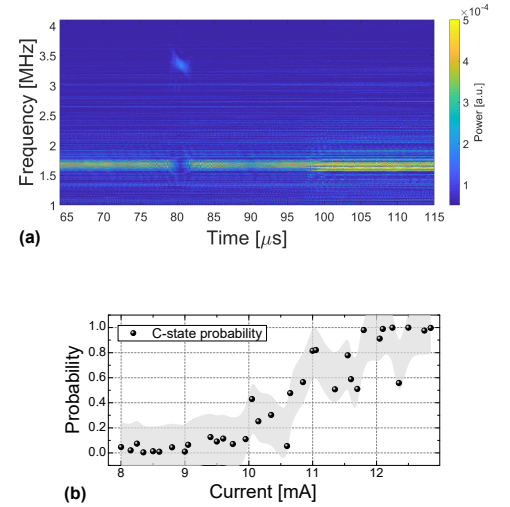 ×10⁻⁴
4
3.5
3
2.5
2
1.5
1
Frequency [MHz]
65 70 75 80 85 90 95 100 105 110 115
Time [μs]
5
4
3
2
1
Power [a.u.]
(a)
1.0
0.8
0.6
0.4
0.2
0.0
Probability
C-state probability
8 9 10 11 12
Current [mA]
(b)